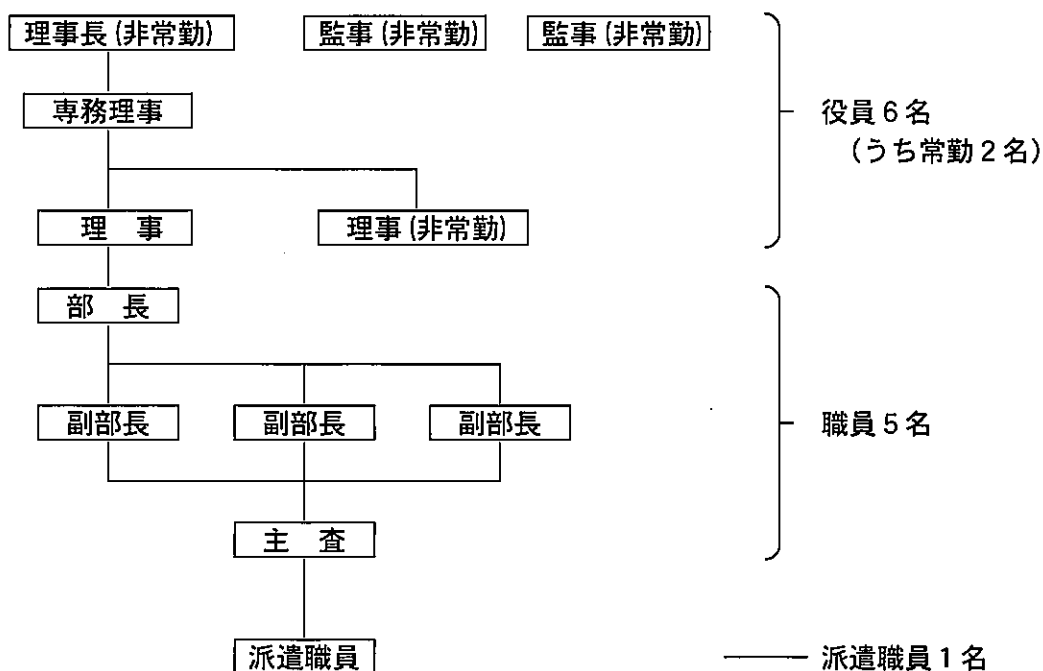 理事長(非常勤) 監事(非常勤) 監事(非常勤)
専務理事
役員6名
(うち常勤2名)
理 事 理事(非常勤)
部 長
副部長 副部長 副部長
職員5名
主 査
派遣職員 派遣職員1名